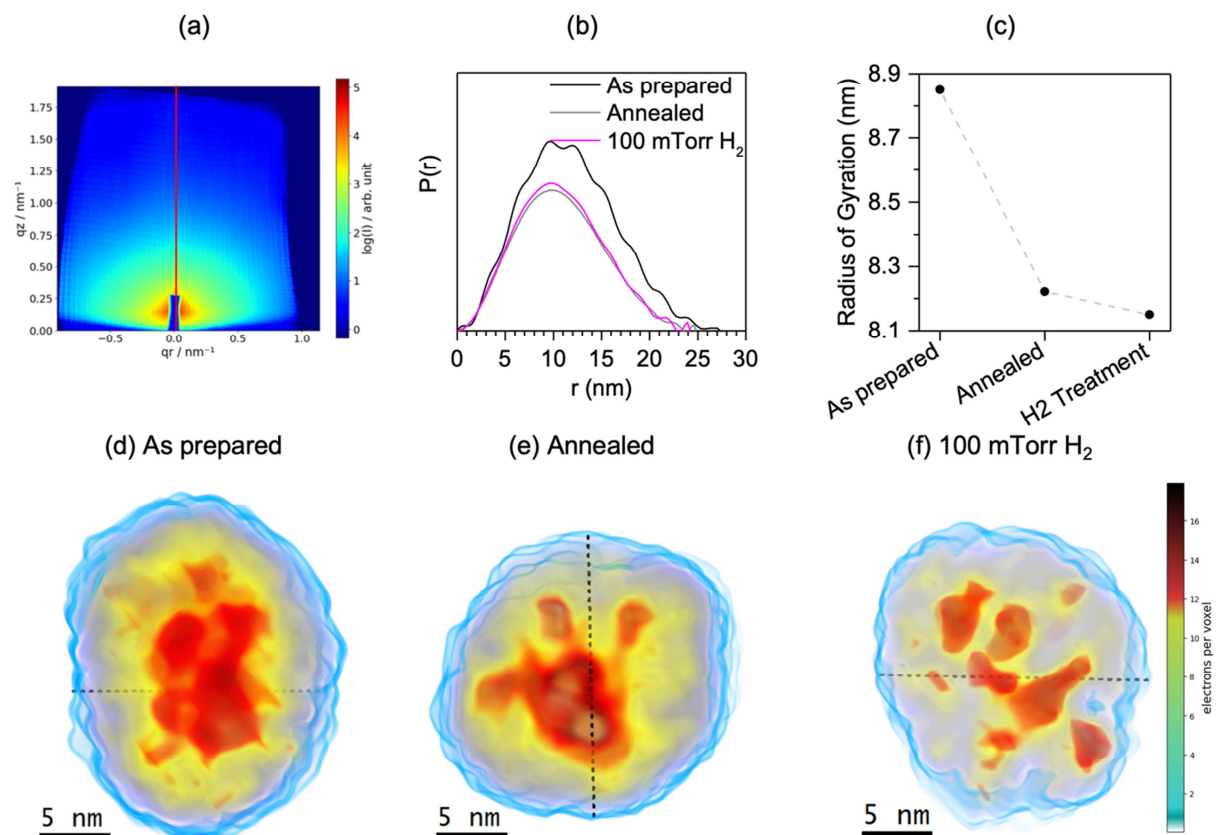 (a)
(b)
(c)
1.75
1.50
1.25
1.00
0.75
0.50
0.25
0.00
qz / nm⁻¹
−0.5
0.0
0.5
1.0
qr / nm⁻¹
5
4
3
2
1
0
log(I) / arb. unit
As prepared
Annealed
100 mTorr H₂
P(r)
0
5
10
15
20
25
30
r (nm)
8.9
8.7
8.5
8.3
8.1
Radius of Gyration (nm)
As prepared
Annealed
H2 Treatment
(d) As prepared
(e) Annealed
(f) 100 mTorr H₂
5 nm
5 nm
5 nm
16
14
12
10
8
6
4
2
electrons per voxel